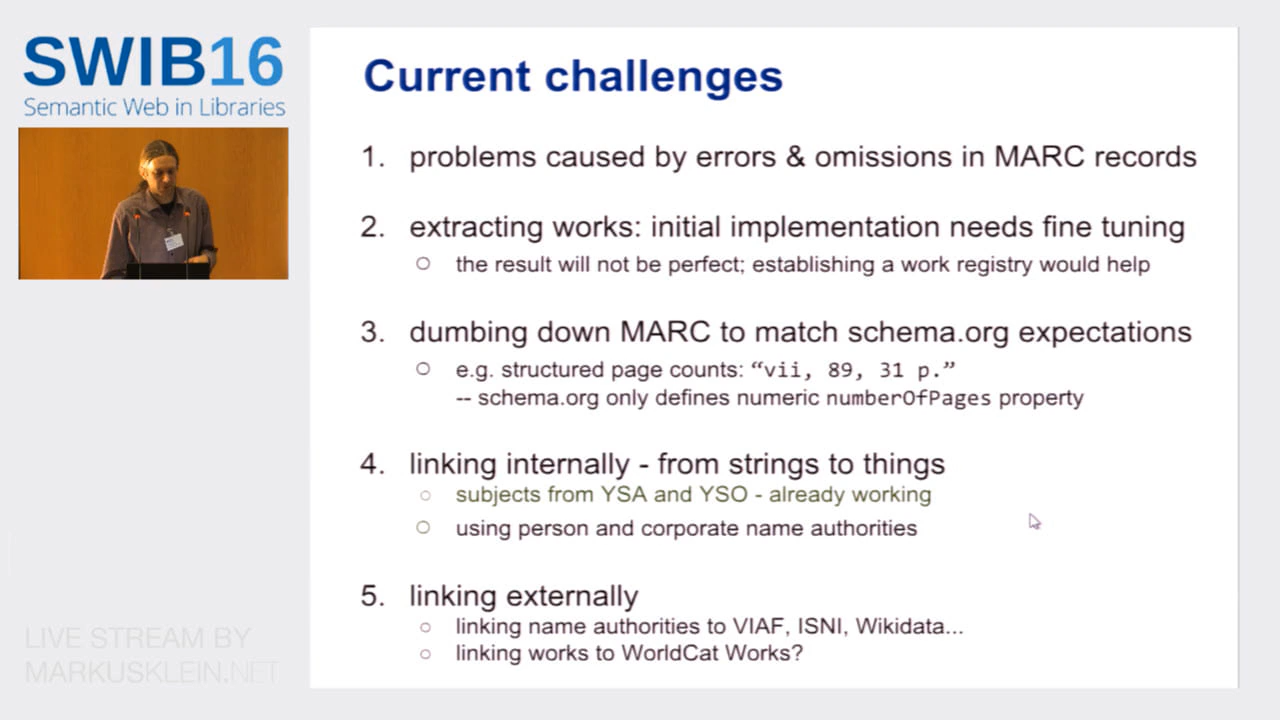 SWIB16
Semantic Web in Libraries
Current challenges
1. problems caused by errors & omissions in MARC records
2. extracting works: initial implementation needs fine tuning
○ the result will not be perfect; establishing a work registry would help
3. dumbing down MARC to match schema.org expectations
○ e.g. structured page counts: “vii, 89, 31 p.”
-- schema.org only defines numeric numberOfPages property
4. linking internally - from strings to things
○ subjects from YSA and YSO - already working
○ using person and corporate name authorities
5. linking externally
○ linking name authorities to VIAF, ISNI, Wikidata...
○ linking works to WorldCat Works?
LIVE STREAM BY
MARKUSKLEIN.NET